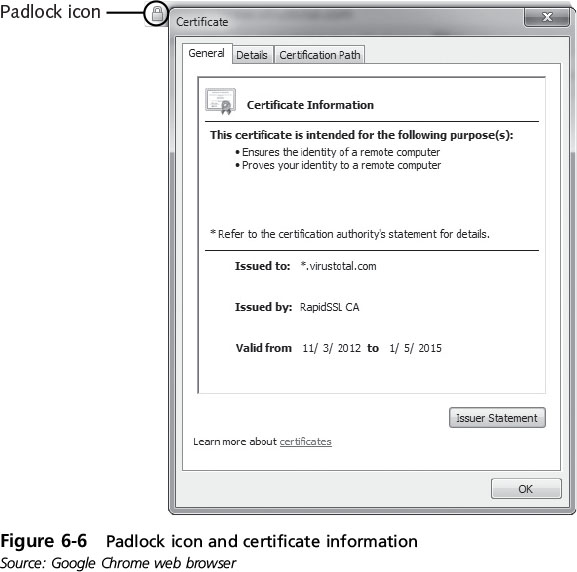 Padlock icon
Certificate
General Details Certification Path
Certificate Information
This certificate is intended for the following purpose(s):
• Ensures the identity of a remote computer
• Proves your identity to a remote computer
* Refer to the certification authority's statement for details.
Issued to: *.virustotal.com
Issued by: RapidSSL CA
Valid from 11/ 3/ 2012 to 1/ 5/ 2015
Issuer Statement
Learn more about certificates
OK
Figure 6-6 Padlock icon and certificate information
Source: Google Chrome web browser